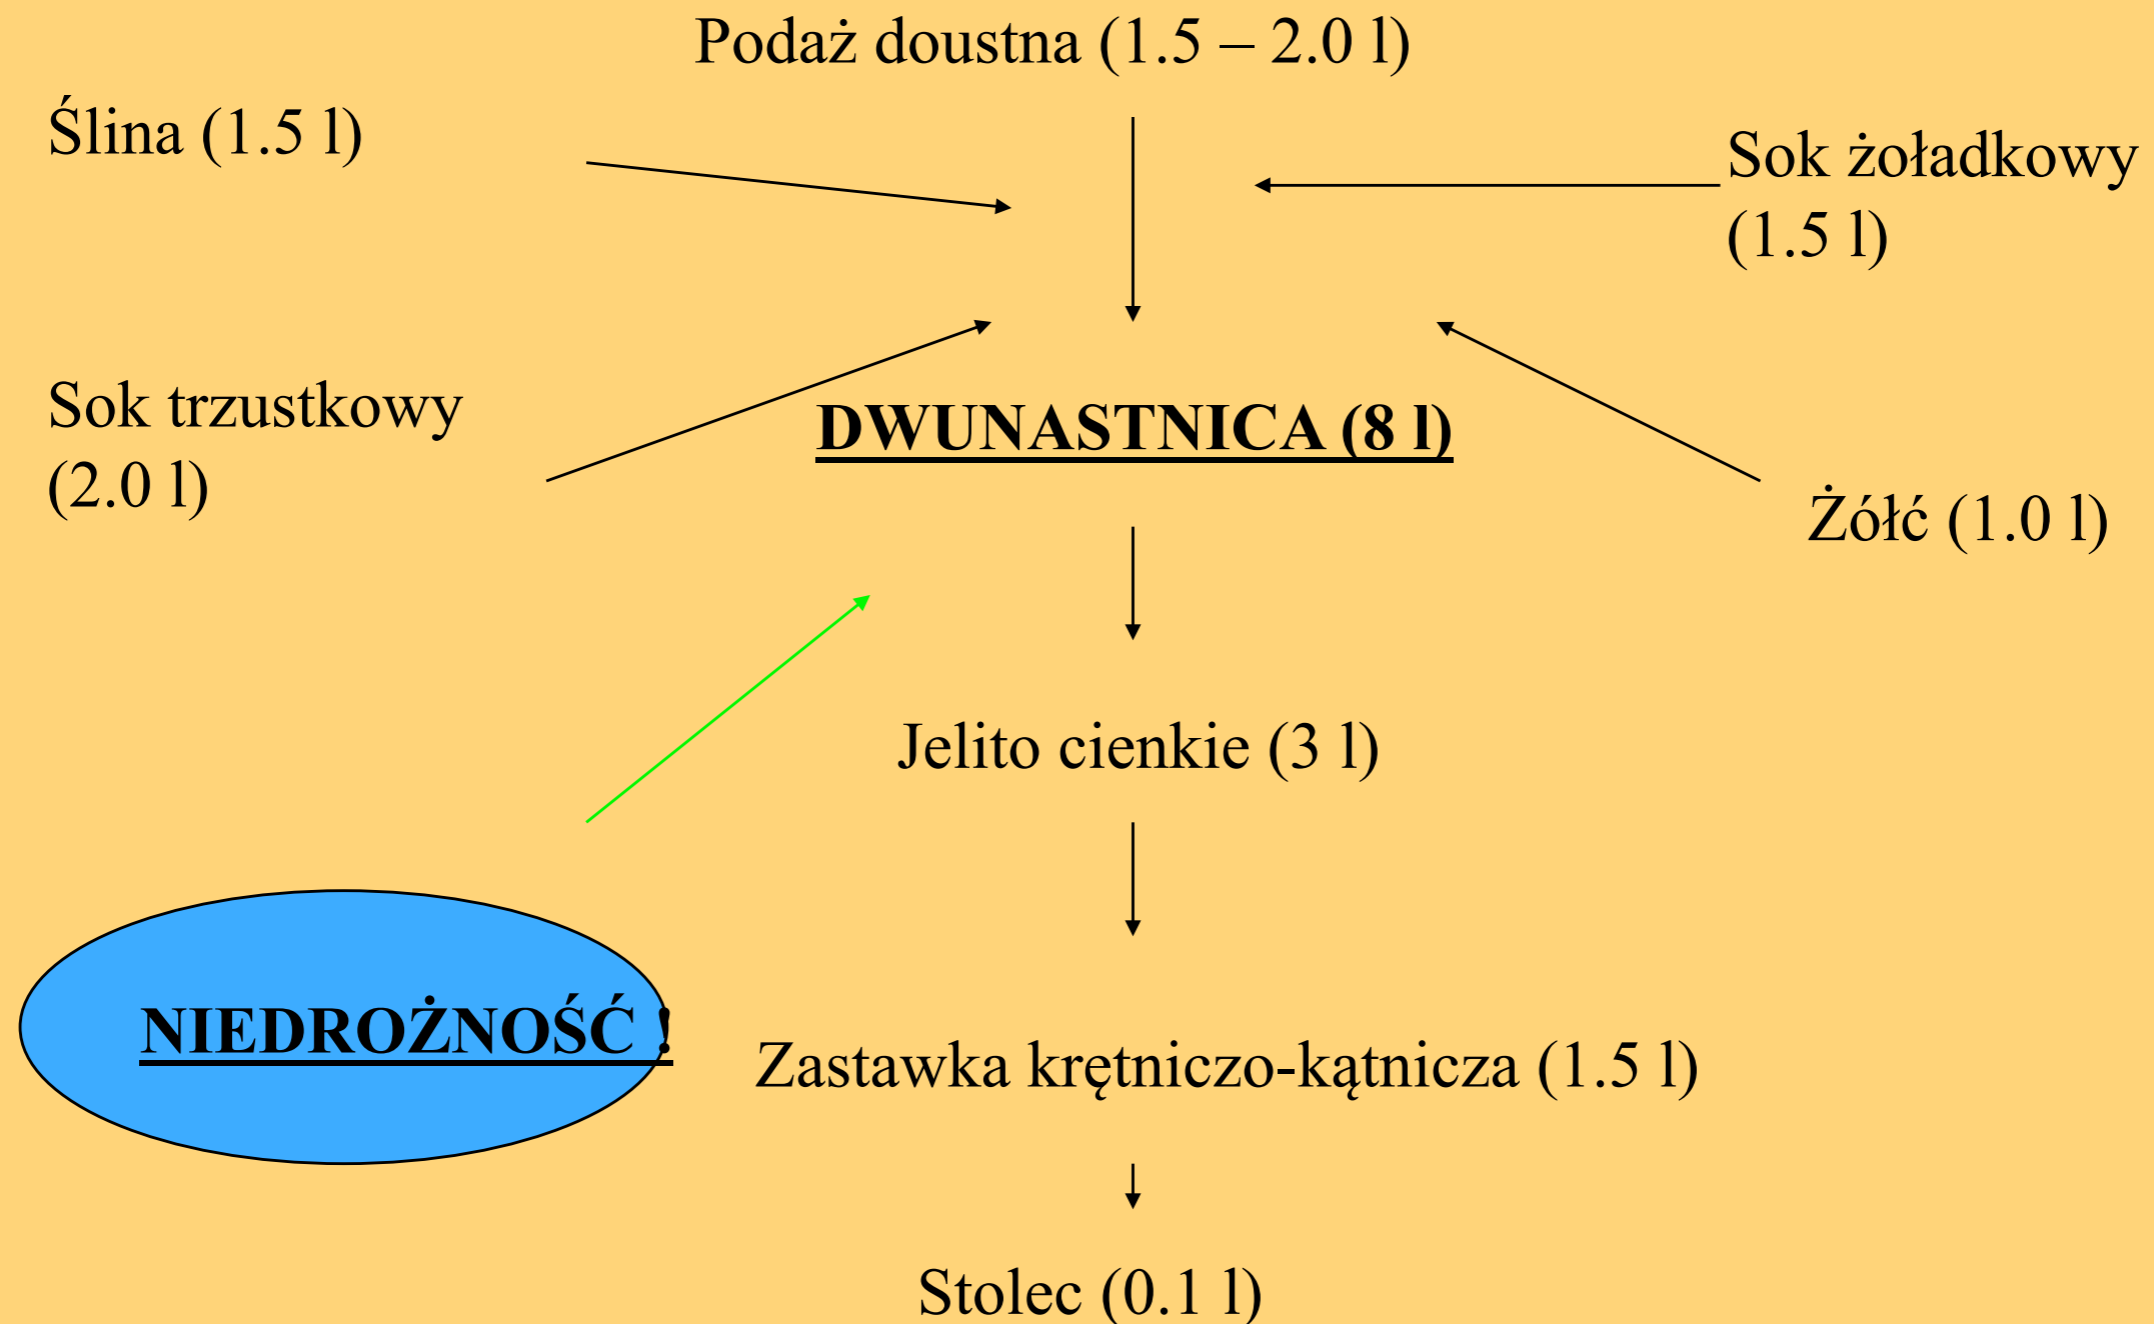 Podaż doustna (1.5 – 2.0 l)
Ślina (1.5 l)
Sok żoładkowy
(1.5 l)
Sok trzustkowy
(2.0 l)
DWUNASTNICA (8 l)
Żółć (1.0 l)
Jelito cienkie (3 l)
NIEDROŻNOŚĆ !
Zastawka krętniczo-kątnicza (1.5 l)
Stolec (0.1 l)